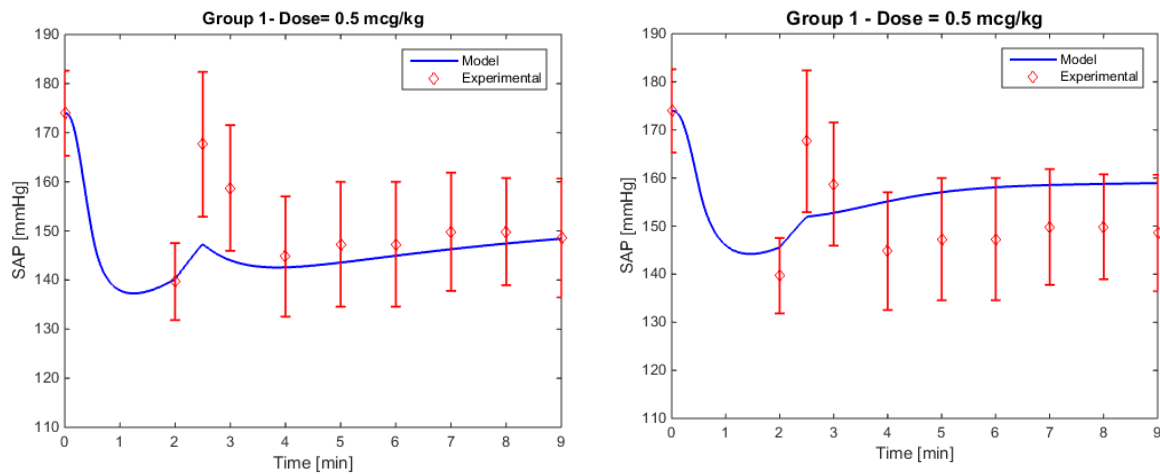 Group 1- Dose= 0.5 mcg/kg
190
180
170
160
150
140
130
120
110
SAP [mmHg]
Model
Experimental
0 1 2 3 4 5 6 7 8 9
Time [min]
Group 1 - Dose = 0.5 mcg/kg
190
180
170
160
150
140
130
120
110
SAP [mmHg]
Model
Experimental
0 1 2 3 4 5 6 7 8 9
Time [min]